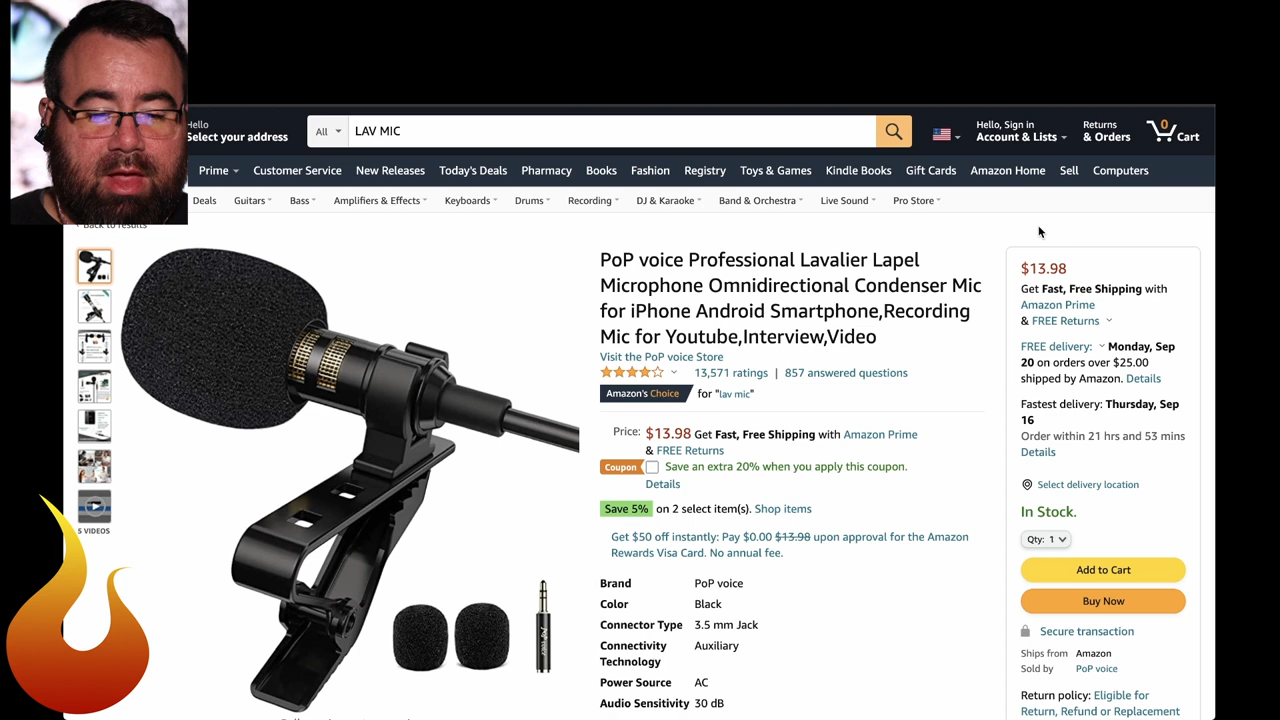 Hello
Select your address
All
LAV MIC
Hello, Sign in
Account & Lists
Returns
& Orders
0
Cart
Prime
Customer Service
New Releases
Today's Deals
Pharmacy
Books
Fashion
Registry
Toys & Games
Kindle Books
Gift Cards
Amazon Home
Sell
Computers
Deals
Guitars
Bass
Amplifiers & Effects
Keyboards
Drums
Recording
DJ & Karaoke
Band & Orchestra
Live Sound
Pro Store
‹ Back to results
5 VIDEOS
PoP voice
PoP voice Professional Lavalier Lapel
Microphone Omnidirectional Condenser Mic
for iPhone Android Smartphone,Recording
Mic for Youtube,Interview,Video
Visit the PoP voice Store
13,571 ratings | 857 answered questions
Amazon's Choice for "lav mic"
Price: $13.98 Get Fast, Free Shipping with Amazon Prime
& FREE Returns
Coupon Save an extra 20% when you apply this coupon.
Details
Save 5% on 2 select item(s). Shop items
Get $50 off instantly: Pay $0.00 $13.98 upon approval for the Amazon
Rewards Visa Card. No annual fee.
Brand PoP voice
Color Black
Connector Type 3.5 mm Jack
Connectivity Auxiliary
Technology
Power Source AC
Audio Sensitivity 30 dB
$13.98
Get Fast, Free Shipping with
Amazon Prime
& FREE Returns
FREE delivery: Monday, Sep
20 on orders over $25.00
shipped by Amazon. Details
Fastest delivery: Thursday, Sep
16
Order within 21 hrs and 53 mins
Details
Select delivery location
In Stock.
Qty: 1
Add to Cart
Buy Now
Secure transaction
Ships from Amazon
Sold by PoP voice
Return policy: Eligible for
Return, Refund or Replacement